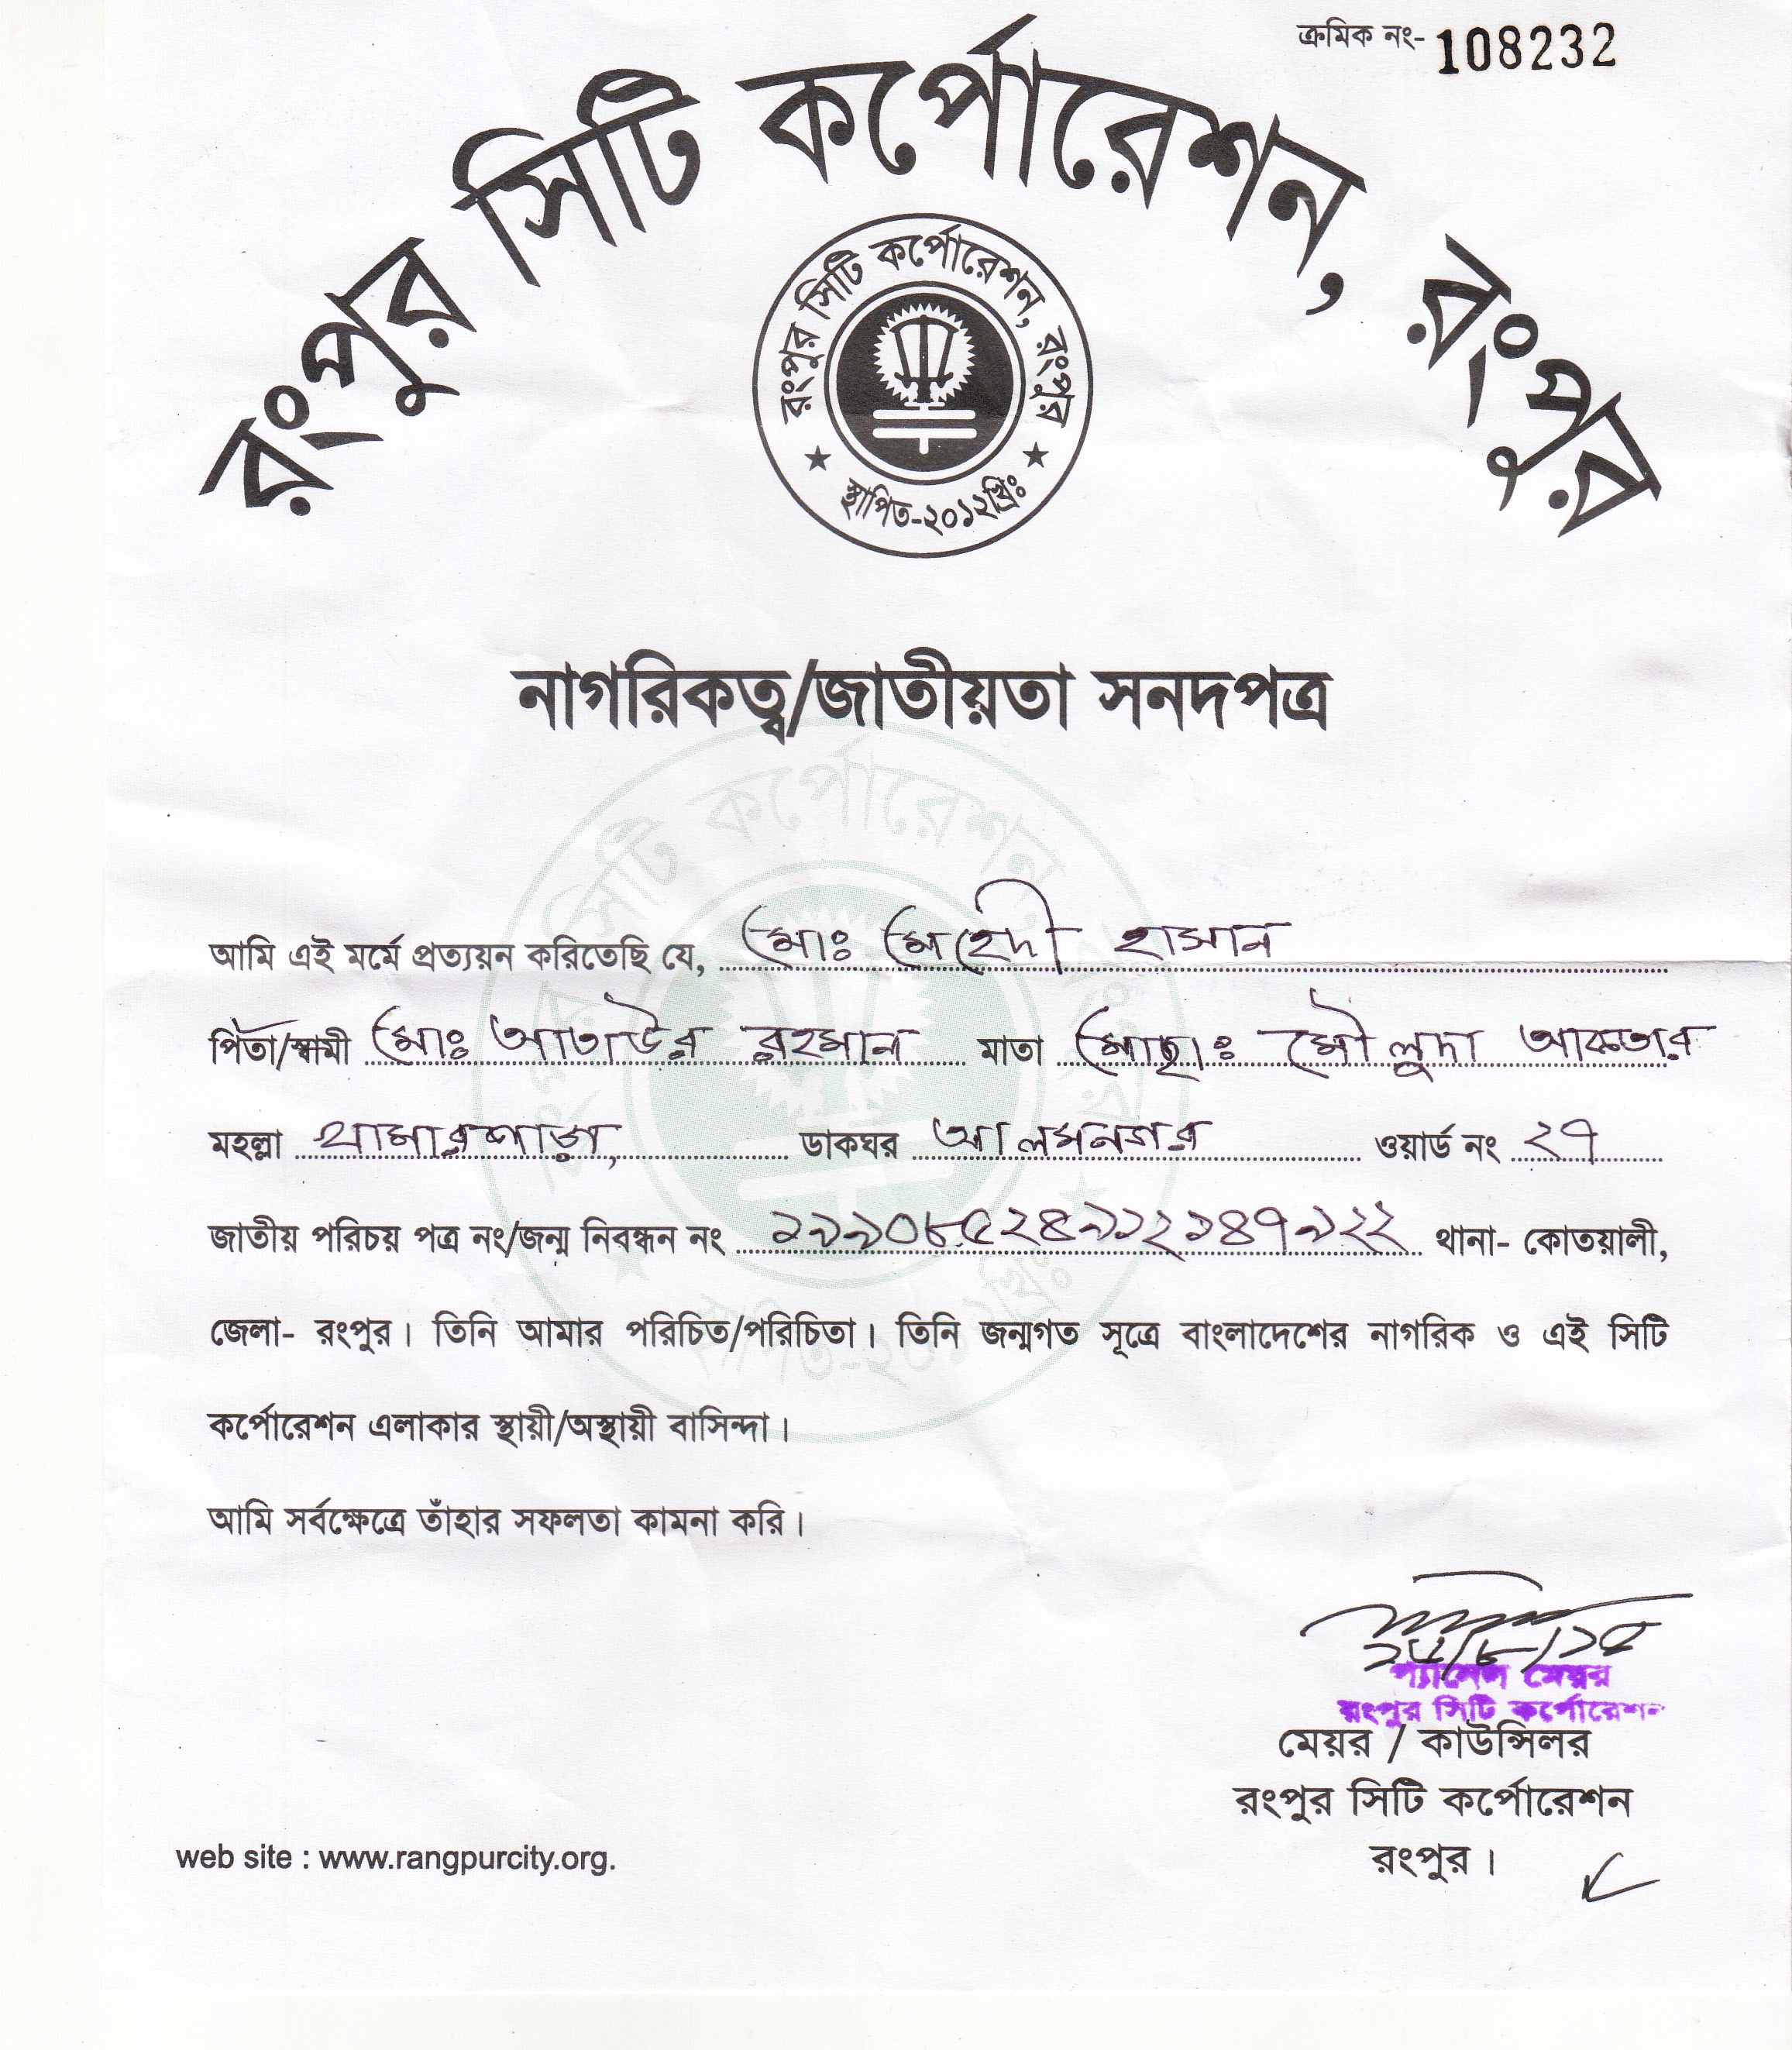 ক্রমিক নং- 108232
রংপুর সিটি কর্পোরেশন, রংপুর
রংপুর সিটি কর্পোরেশন, রংপুর
স্থাপিত-২০১২খ্রিঃ
নাগরিকত্ব/জাতীয়তা সনদপত্র
আমি এই মর্মে প্রত্যয়ন করিতেছি যে, মোঃ মেহেদী হাসান
পিতা/স্বামী মোঃ আতাউর রহমান মাতা মোছাঃ মৌলুদা আকতার
মহল্লা খামারপাড়া, ডাকঘর আলমনগর ওয়ার্ড নং ২৭
জাতীয় পরিচয় পত্র নং/জন্ম নিবন্ধন নং থানা- কোতয়ালী,
জেলা- রংপুর। তিনি আমার পরিচিত/পরিচিতা। তিনি জন্মগত সূত্রে বাংলাদেশের নাগরিক ও এই সিটি
কর্পোরেশন এলাকার স্থায়ী/অস্থায়ী বাসিন্দা।
আমি সর্বক্ষেত্রে তাঁহার সফলতা কামনা করি।
প্যানেল মেয়র
রংপুর সিটি কর্পোরেশন
মেয়র / কাউন্সিলর
রংপুর সিটি কর্পোরেশন
রংপুর।
web site : www.rangpurcity.org.